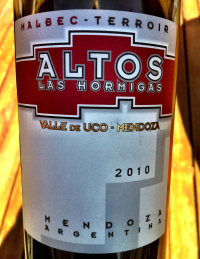 MALBEC-TERROIR
ALTOS
LAS HORMIGAS
VALLE DE UCO - MENDOZA
2010
MENDOZA
ARGENTINA